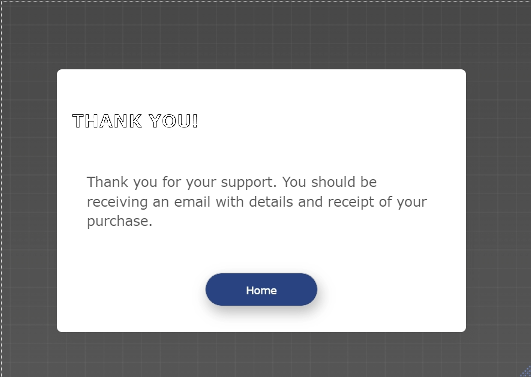 THANK YOU!
Thank you for your support. You should be
receiving an email with details and receipt of your
purchase.
Home